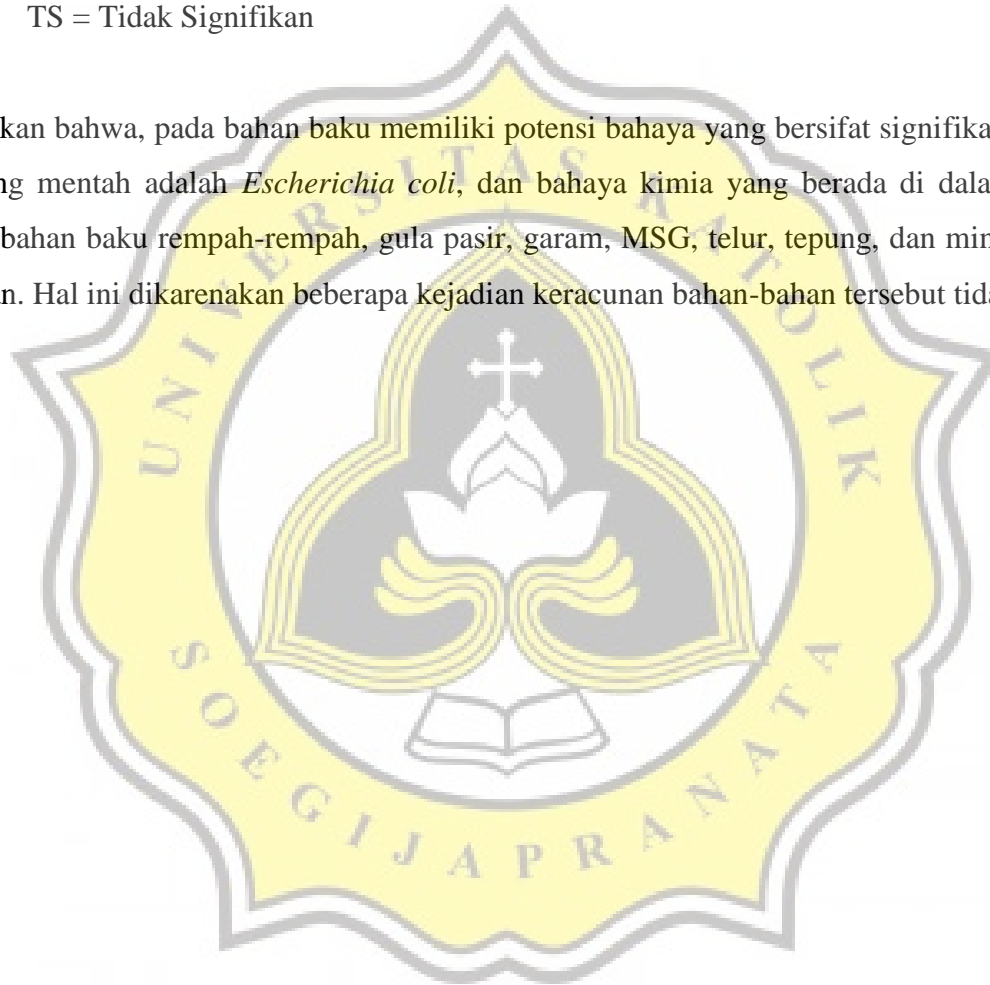 TS = Tidak Signifikan
kan bahwa, pada bahan baku memiliki potensi bahaya yang bersifat signifika
ng mentah adalah Escherichia coli, dan bahaya kimia yang berada di dala
bahan baku rempah-rempah, gula pasir, garam, MSG, telur, tepung, dan min
n. Hal ini dikarenakan beberapa kejadian keracunan bahan-bahan tersebut tida
UNIVERSITAS KATOLIK
SOEGIJAPRANATA